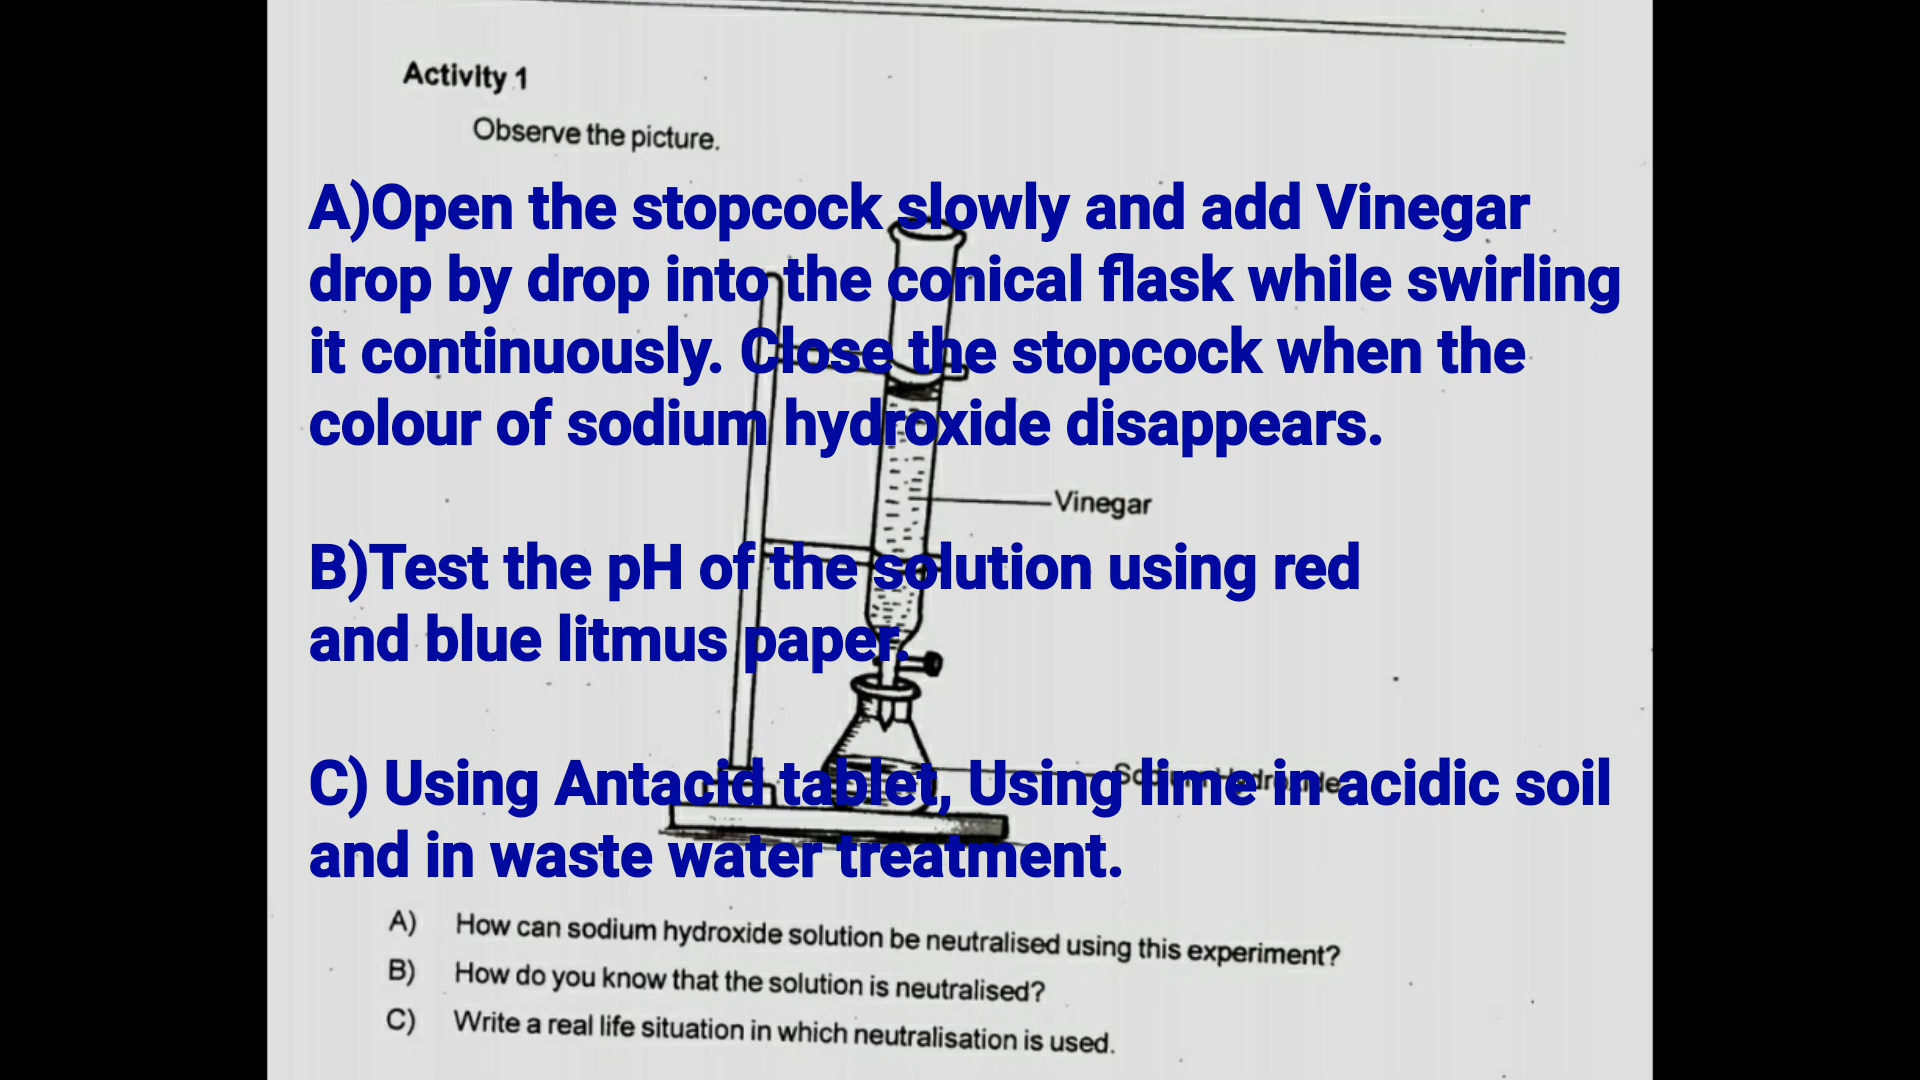 Activity 1
Observe the picture.
A)Open the stopcock slowly and add Vinegar
drop by drop into the conical flask while swirling
it continuously. Close the stopcock when the
colour of sodium hydroxide disappears.
Vinegar
B)Test the pH of the solution using red
and blue litmus paper.
Sodium Hydroxide
C) Using Antacid tablet, Using lime in acidic soil
and in waste water treatment.
A) How can sodium hydroxide solution be neutralised using this experiment?
B) How do you know that the solution is neutralised?
C) Write a real life situation in which neutralisation is used.